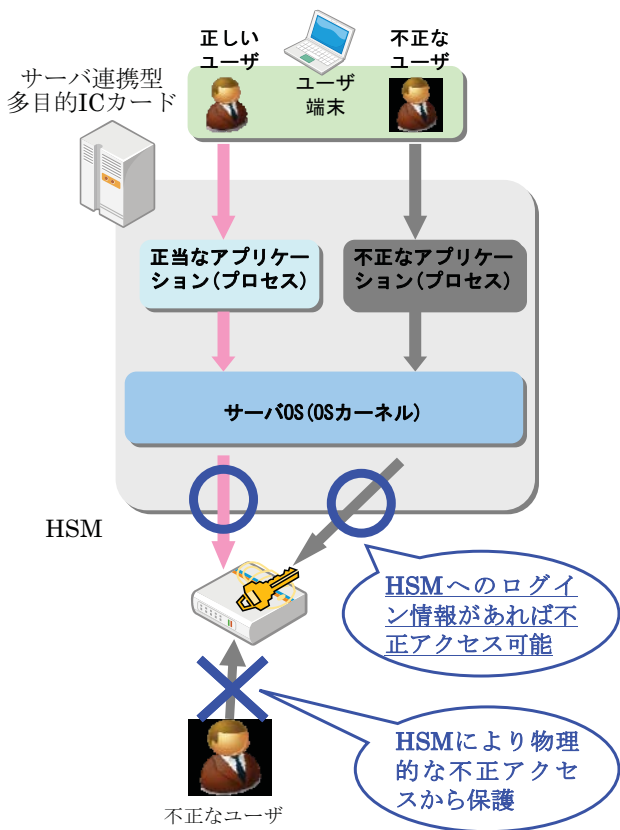 正しい
ユーザ
不正な
ユーザ
ユーザ
端末
サーバ連携型
多目的ICカード
正当なアプリケー
ション(プロセス)
不正なアプリケー
ション(プロセス)
サーバOS(OSカーネル)
HSM
HSMへのログイ
ン情報があれば不
正アクセス可能
HSMにより物理
的な不正アクセ
スから保護
不正なユーザ